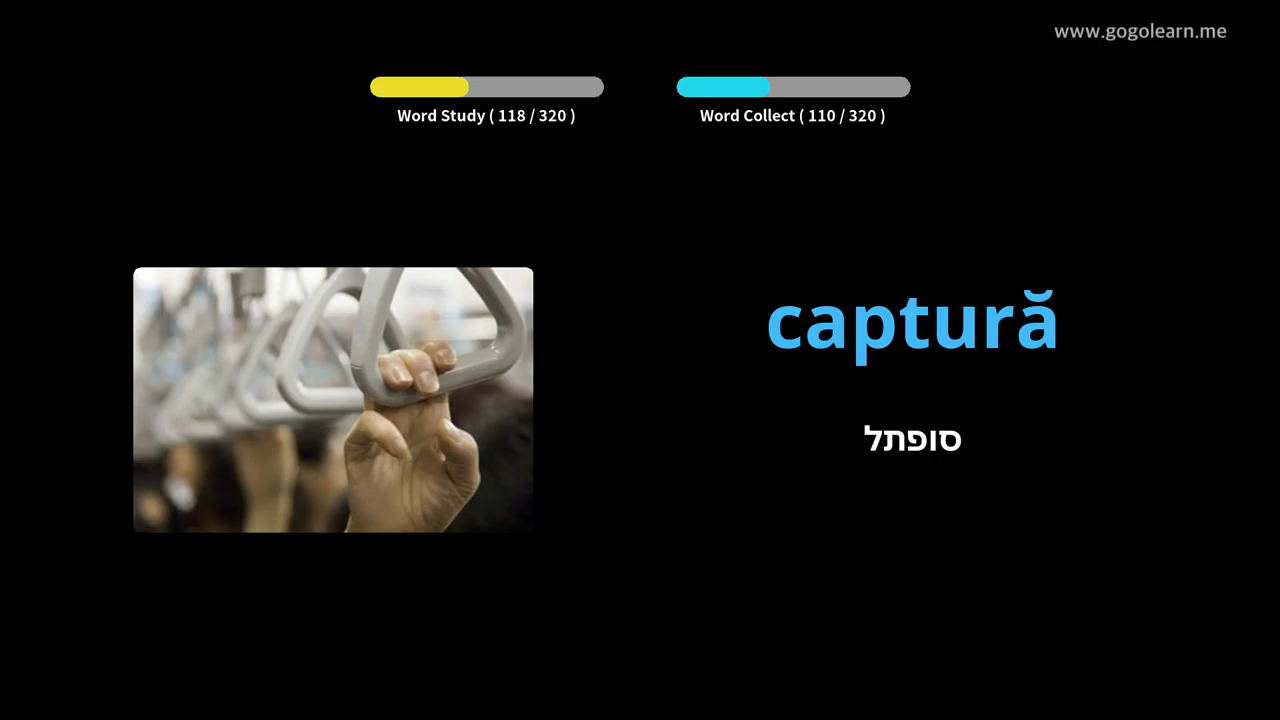 www.gogolearn.me
Word Study ( 118 / 320 )
Word Collect ( 110 / 320 )
captură
סופתל